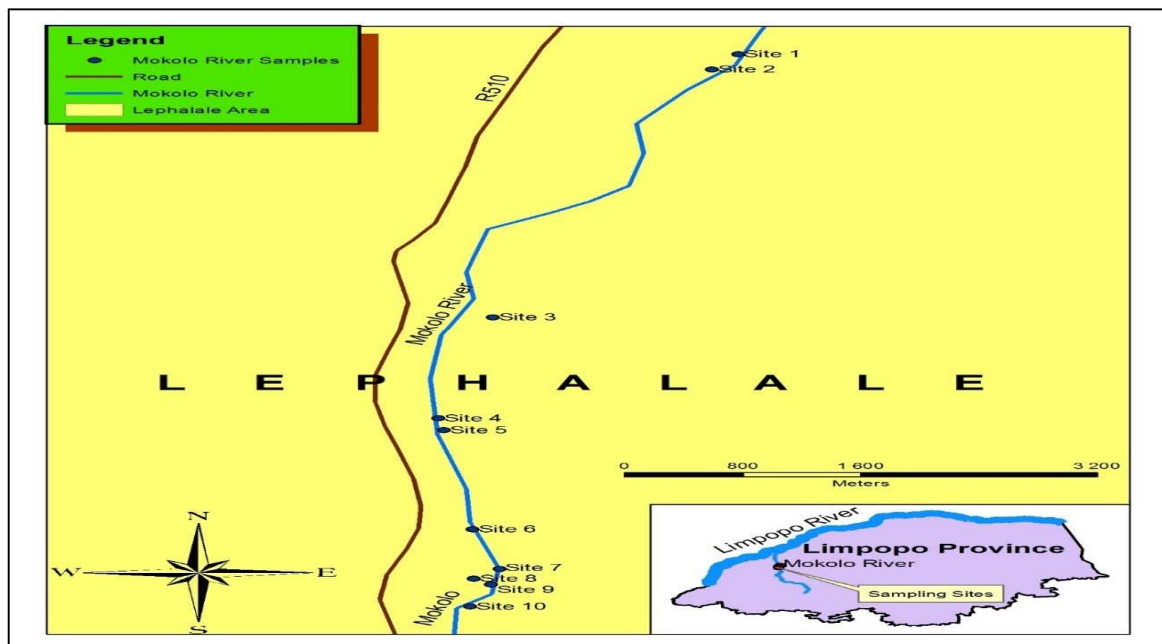 Legend
Mokolo River Samples
Road
Mokolo River
Lephalale Area
R510
Site 1
Site 2
Mokolo River
Site 3
L E P H A L A L E
Site 4
Site 5
0 800 1 600 3 200
Meters
Site 6
Site 7
Site 8
Site 9
Site 10
Mokolo
N
W E
S
Limpopo River
Limpopo Province
Mokolo River
Sampling Sites